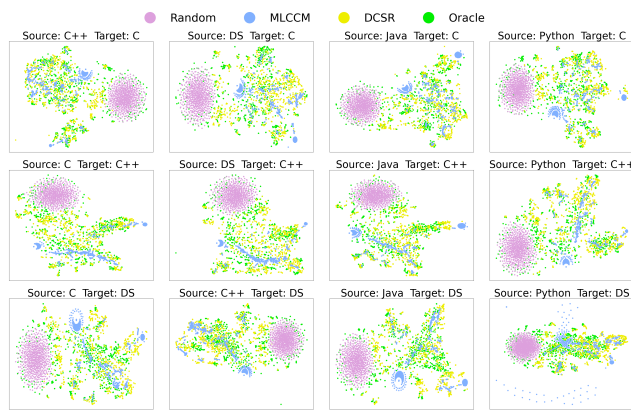 Random MLCCM DCSR Oracle
Source: C++ Target: C
Source: DS Target: C
Source: Java Target: C
Source: Python Target: C
Source: C Target: C++
Source: DS Target: C++
Source: Java Target: C++
Source: Python Target: C++
Source: C Target: DS
Source: C++ Target: DS
Source: Java Target: DS
Source: Python Target: DS